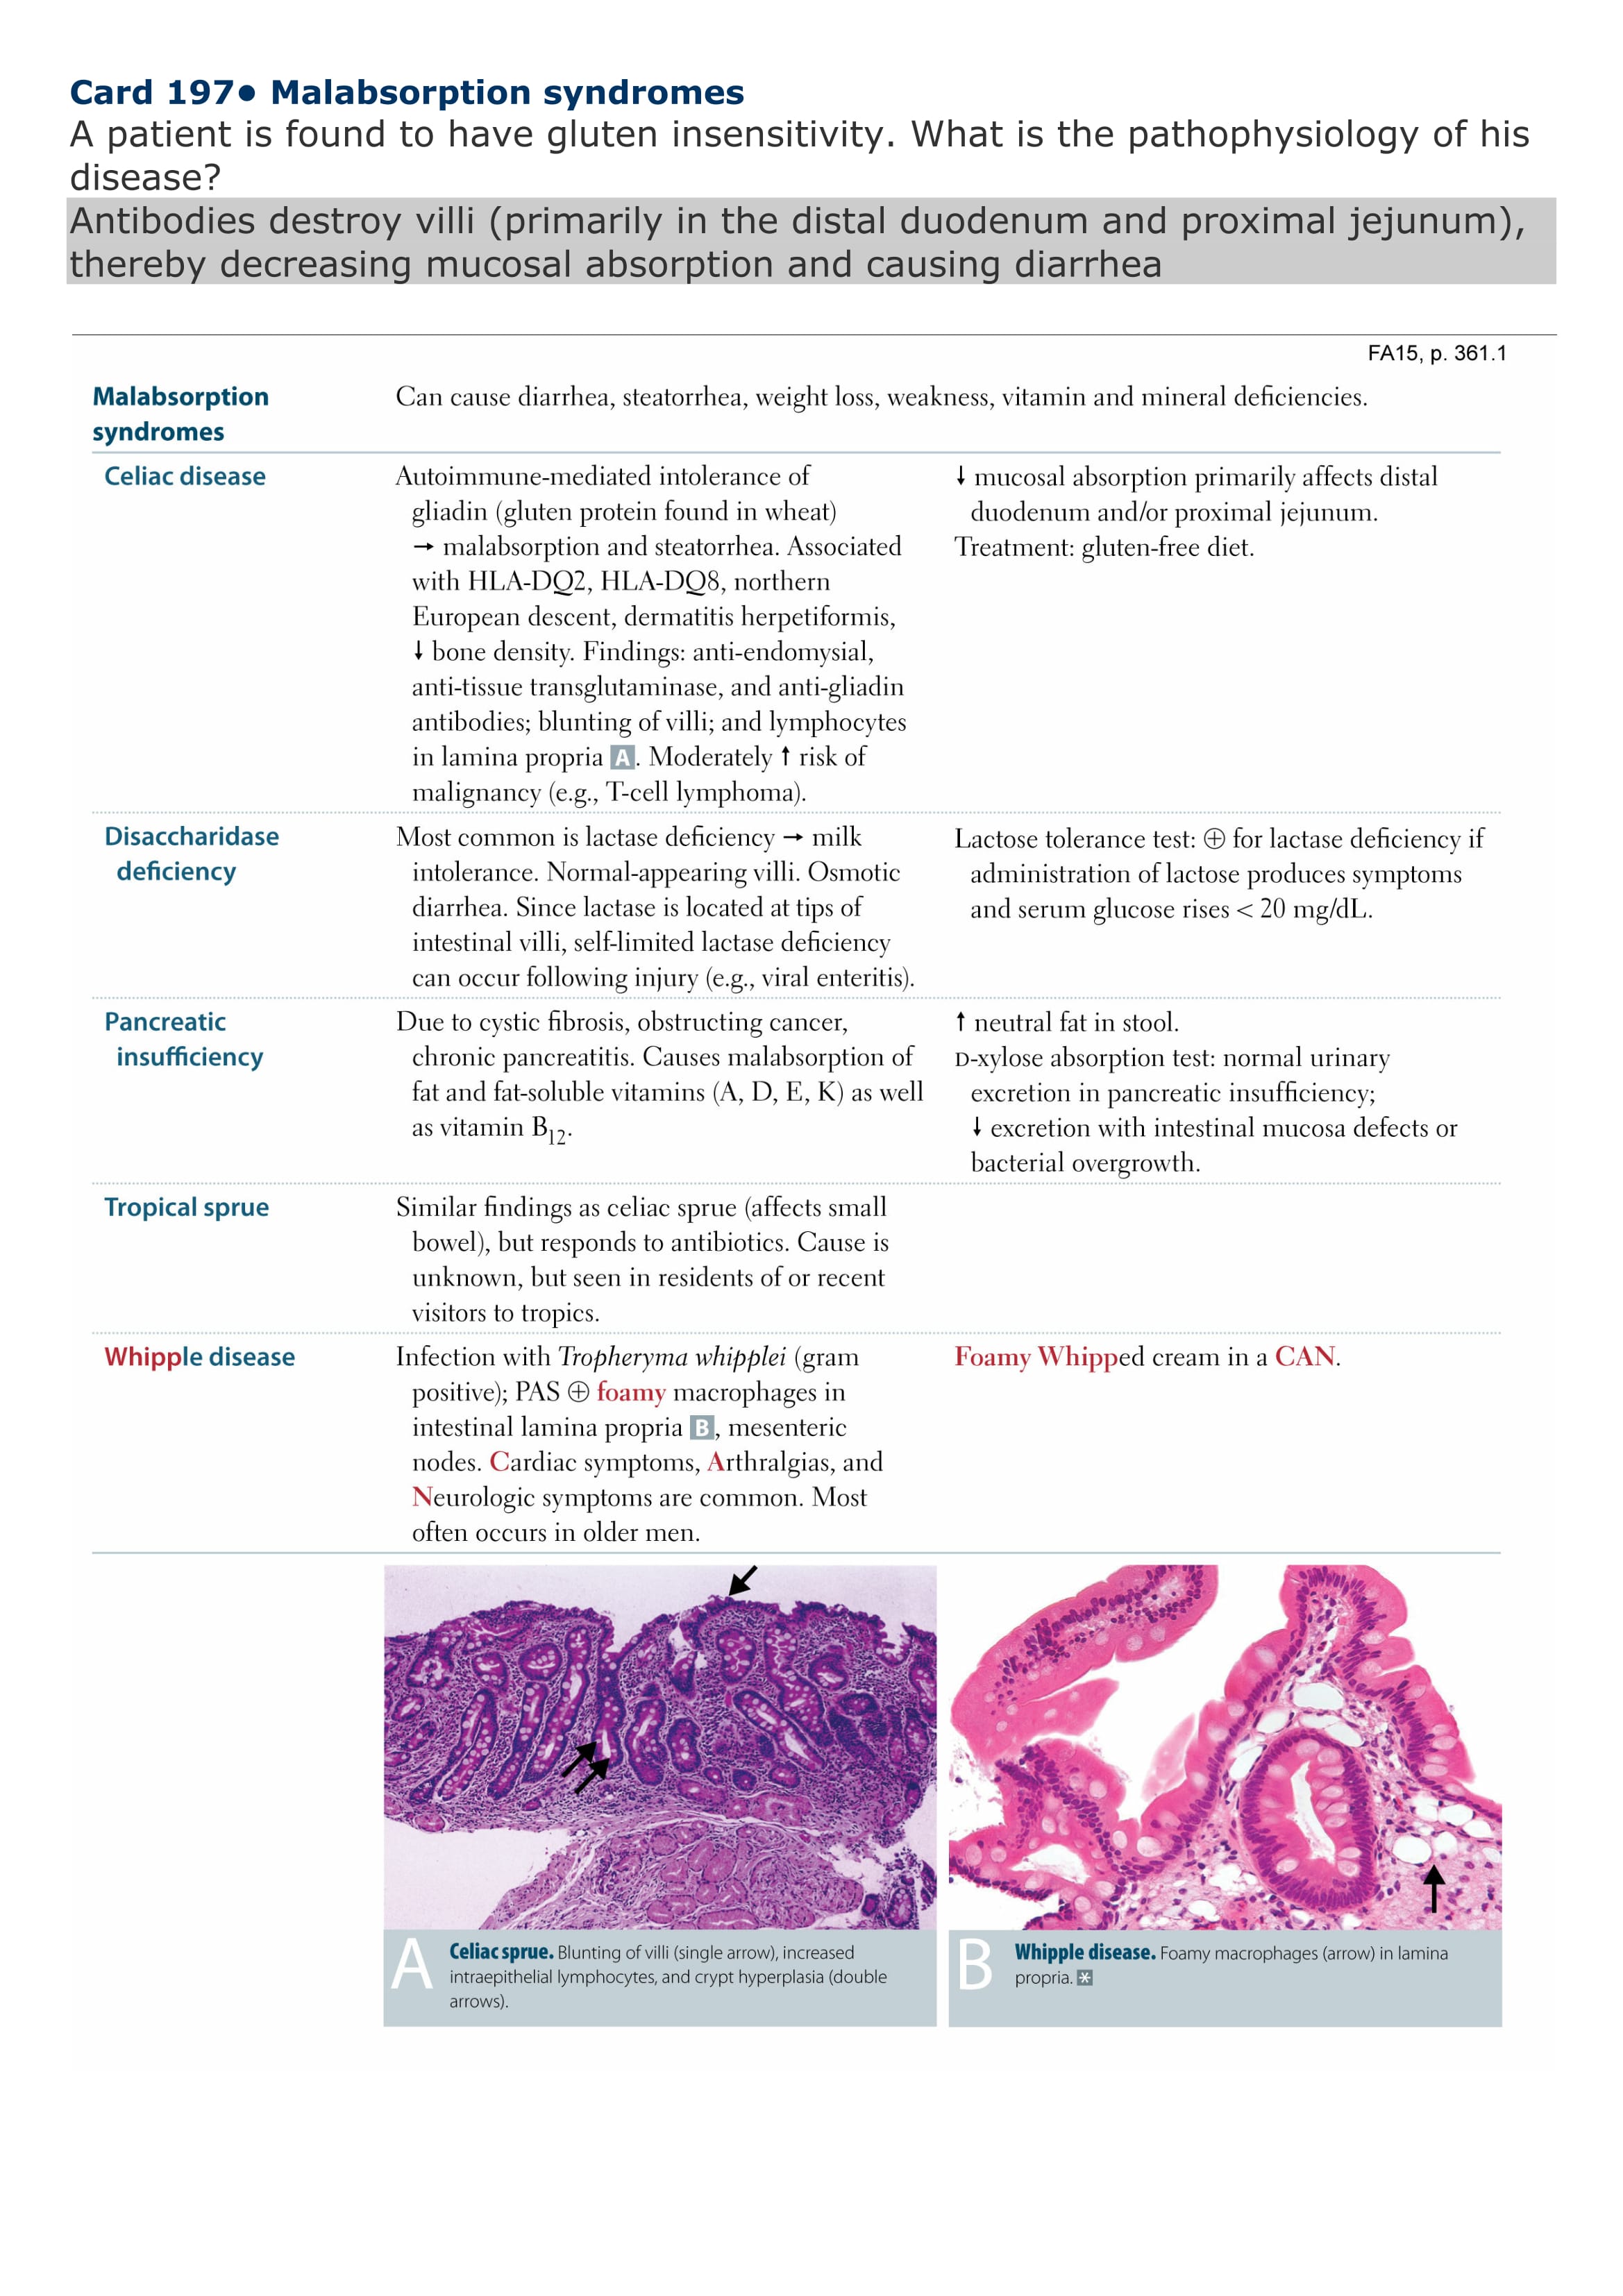 Card 197• Malabsorption syndromes
A patient is found to have gluten insensitivity. What is the pathophysiology of his
disease?
Antibodies destroy villi (primarily in the distal duodenum and proximal jejunum),
thereby decreasing mucosal absorption and causing diarrhea
FA15, p. 361.1
Malabsorption
syndromes
Can cause diarrhea, steatorrhea, weight loss, weakness, vitamin and mineral deficiencies.
Celiac disease
Autoimmune-mediated intolerance of
gliadin (gluten protein found in wheat)
→ malabsorption and steatorrhea. Associated
with HLA-DQ2, HLA-DQ8, northern
European descent, dermatitis herpetiformis,
↓ bone density. Findings: anti-endomysial,
anti-tissue transglutaminase, and anti-gliadin
antibodies; blunting of villi; and lymphocytes
in lamina propria A. Moderately ↑ risk of
malignancy (e.g., T-cell lymphoma).
↓ mucosal absorption primarily affects distal
duodenum and/or proximal jejunum.
Treatment: gluten-free diet.
Disaccharidase
deficiency
Most common is lactase deficiency → milk
intolerance. Normal-appearing villi. Osmotic
diarrhea. Since lactase is located at tips of
intestinal villi, self-limited lactase deficiency
can occur following injury (e.g., viral enteritis).
Lactose tolerance test: ⊕ for lactase deficiency if
administration of lactose produces symptoms
and serum glucose rises < 20 mg/dL.
Pancreatic
insufficiency
Due to cystic fibrosis, obstructing cancer,
chronic pancreatitis. Causes malabsorption of
fat and fat-soluble vitamins (A, D, E, K) as well
as vitamin B12.
↑ neutral fat in stool.
D-xylose absorption test: normal urinary
excretion in pancreatic insufficiency;
↓ excretion with intestinal mucosa defects or
bacterial overgrowth.
Tropical sprue
Similar findings as celiac sprue (affects small
bowel), but responds to antibiotics. Cause is
unknown, but seen in residents of or recent
visitors to tropics.
Whipple disease
Infection with Tropheryma whipplei (gram
positive); PAS ⊕ foamy macrophages in
intestinal lamina propria B, mesenteric
nodes. Cardiac symptoms, Arthralgias, and
Neurologic symptoms are common. Most
often occurs in older men.
Foamy Whipped cream in a CAN.
A
Celiac sprue. Blunting of villi (single arrow), increased
intraepithelial lymphocytes, and crypt hyperplasia (double
arrows).
B
Whipple disease. Foamy macrophages (arrow) in lamina
propria. *